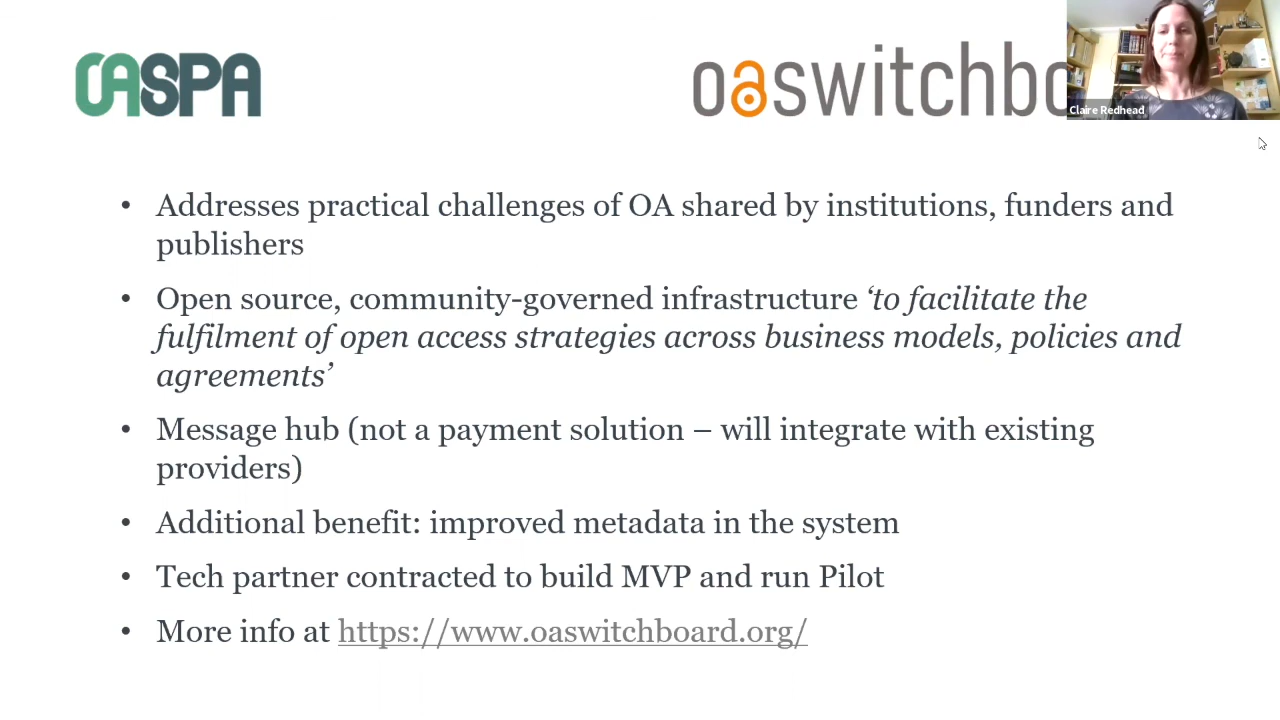 OASPA
oaswitchbo
Claire Redhead
• Addresses practical challenges of OA shared by institutions, funders and
publishers
• Open source, community-governed infrastructure ‘to facilitate the
fulfilment of open access strategies across business models, policies and
agreements’
• Message hub (not a payment solution – will integrate with existing
providers)
• Additional benefit: improved metadata in the system
• Tech partner contracted to build MVP and run Pilot
• More info at https://www.oaswitchboard.org/